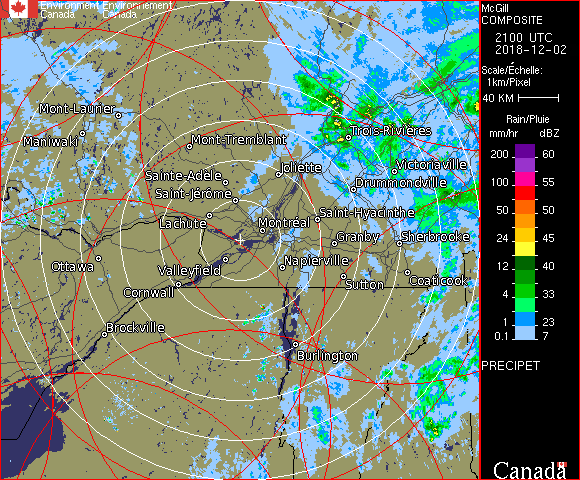 Environment Environnement
Canada Canada
McGill
COMPOSITE
2100 UTC
2018-12-02
Scale/Échelle:
1km/Pixel
40 KM
Rain/Pluie
mm/hr dBZ
200 60
100 55
50 50
24 45
12 40
4 33
1 23
0.1 7
PRECIPET
Canada
Mont-Laurier
Maniwaki
Mont-Tremblant
Trois-Rivières
Joliette
Victoriaville
Sainte-Adèle
Drummondville
Saint-Jérôme
Lachute
Saint-Hyacinthe
Montréal
Granby
Sherbrooke
Ottawa
Valleyfield
Napierville
Cornwall
Sutton
Coaticook
Brockville
Burlington